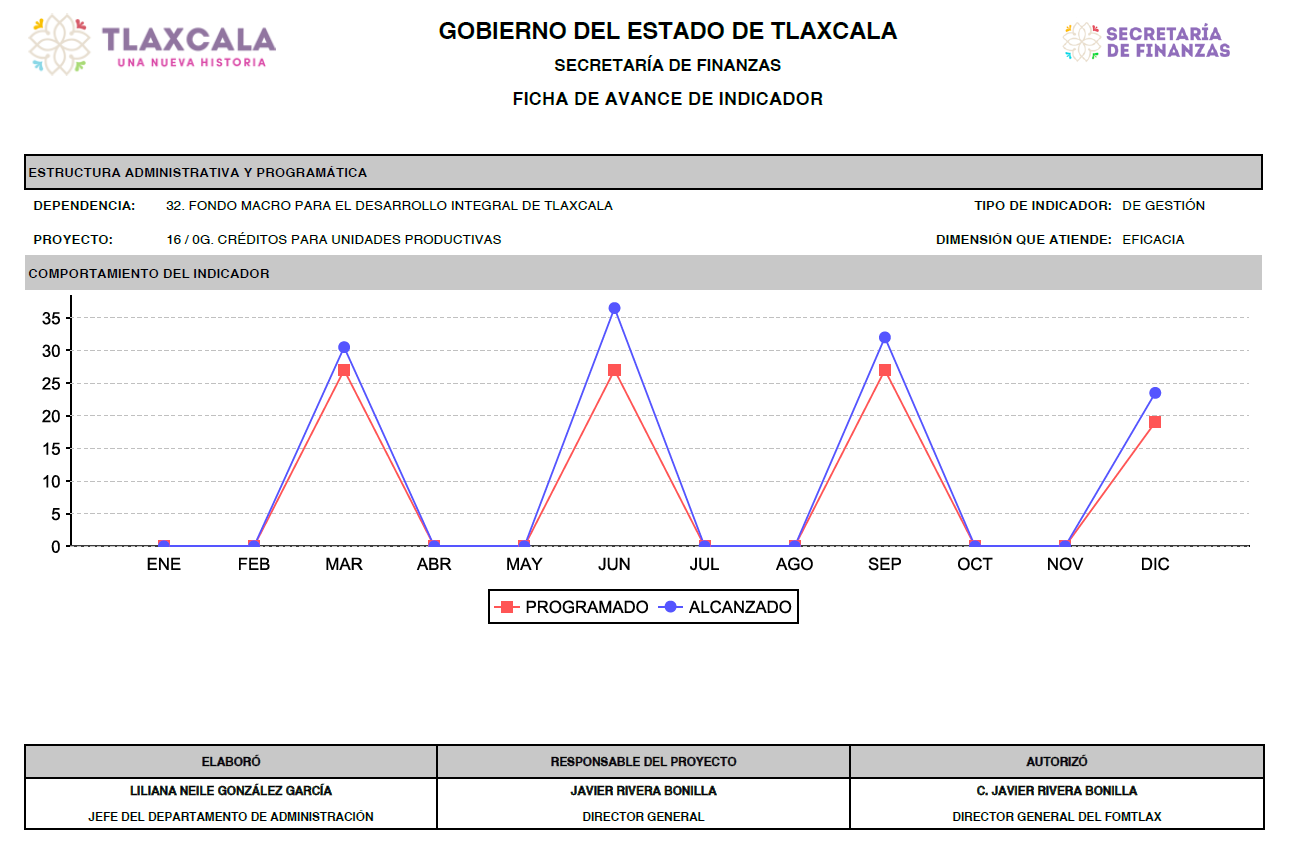 TLAXCALA
UNA NUEVA HISTORIA
GOBIERNO DEL ESTADO DE TLAXCALA
SECRETARÍA DE FINANZAS
FICHA DE AVANCE DE INDICADOR
SECRETARÍA
DE FINANZAS
ESTRUCTURA ADMINISTRATIVA Y PROGRAMÁTICA
DEPENDENCIA: 32. FONDO MACRO PARA EL DESARROLLO INTEGRAL DE TLAXCALA TIPO DE INDICADOR: DE GESTIÓN
PROYECTO: 16 / 0G. CRÉDITOS PARA UNIDADES PRODUCTIVAS DIMENSIÓN QUE ATIENDE: EFICACIA
COMPORTAMIENTO DEL INDICADOR
35
30
25
20
15
10
5
0
ENE FEB MAR ABR MAY JUN JUL AGO SEP OCT NOV DIC
PROGRAMADO ALCANZADO
ELABORÓ RESPONSABLE DEL PROYECTO AUTORIZÓ
LILIANA NEILE GONZÁLEZ GARCÍA JAVIER RIVERA BONILLA C. JAVIER RIVERA BONILLA
JEFE DEL DEPARTAMENTO DE ADMINISTRACIÓN DIRECTOR GENERAL DIRECTOR GENERAL DEL FOMTLAX